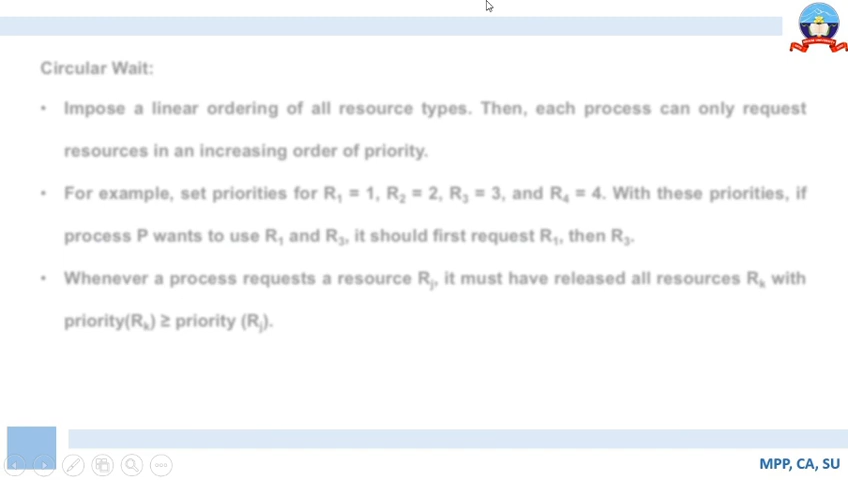 Circular Wait:
• Impose a linear ordering of all resource types. Then, each process can only request
resources in an increasing order of priority.
• For example, set priorities for R₁ = 1, R₂ = 2, R₃ = 3, and R₄ = 4. With these priorities, if
process P wants to use R₁ and R₃, it should first request R₁, then R₃.
• Whenever a process requests a resource Rⱼ, it must have released all resources Rₖ with
priority(Rₖ) ≥ priority (Rⱼ).
MPP, CA, SU